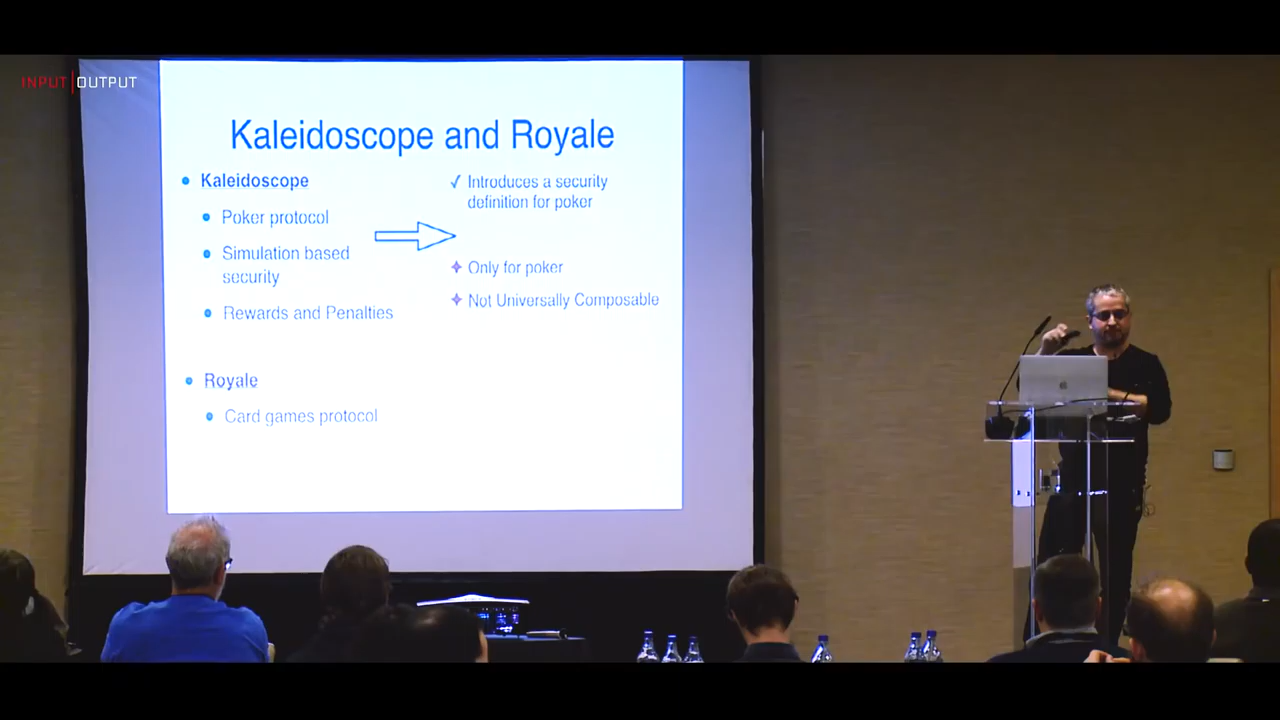 INPUT|OUTPUT
Kaleidoscope and Royale
Kaleidoscope
Poker protocol
Simulation based
security
Rewards and Penalties
Royale
Card games protocol
✓ Introduces a security
definition for poker
Only for poker
Not Universally Composable